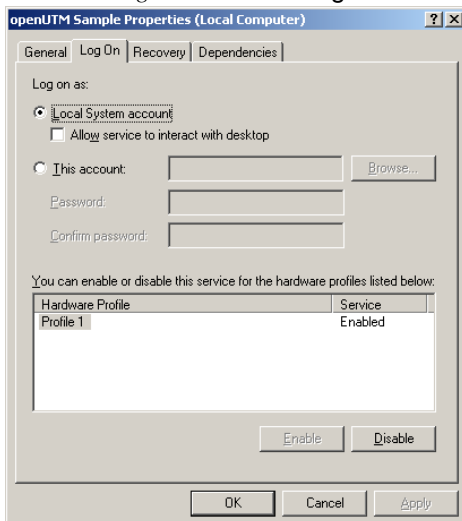 openUTM Sample Properties (Local Computer)
General Log On Recovery Dependencies
Log on as:
Local System account
Allow service to interact with desktop
This account: Browse...
Password:
Confirm password:
You can enable or disable this service for the hardware profiles listed below:
Hardware Profile Service
Profile 1 Enabled
Enable Disable
OK Cancel Apply